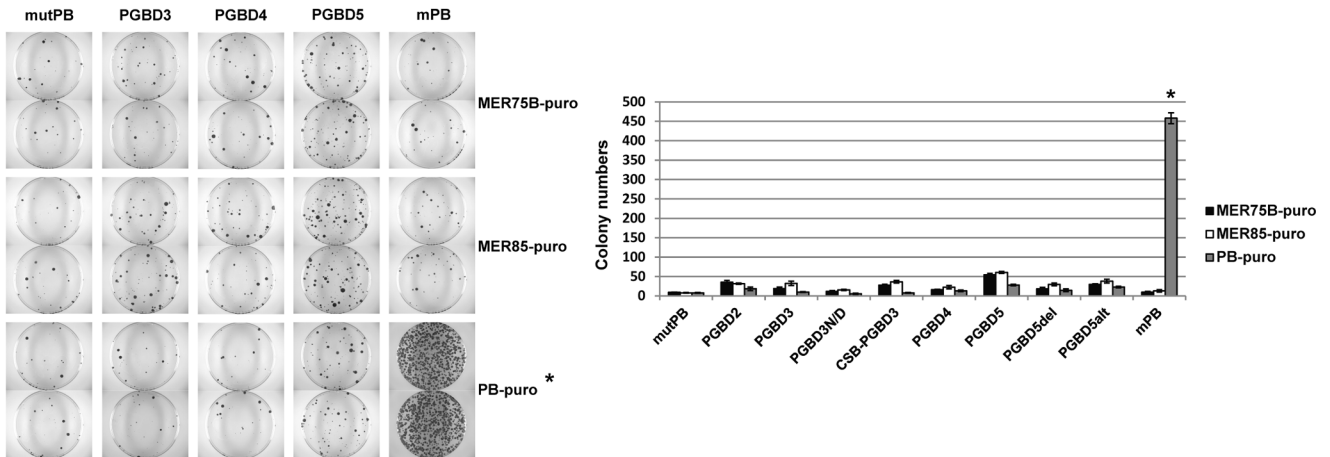 mutPB PGBD3 PGBD4 PGBD5 mPB
MER75B-puro
MER85-puro
PB-puro *
*
500
450
400
350
300
250
200
150
100
50
0
Colony numbers
mutPB PGBD2 PGBD3 PGBD3N/D CSB-PGBD3 PGBD4 PGBD5 PGBD5del PGBD5alt mPB
MER75B-puro
MER85-puro
PB-puro